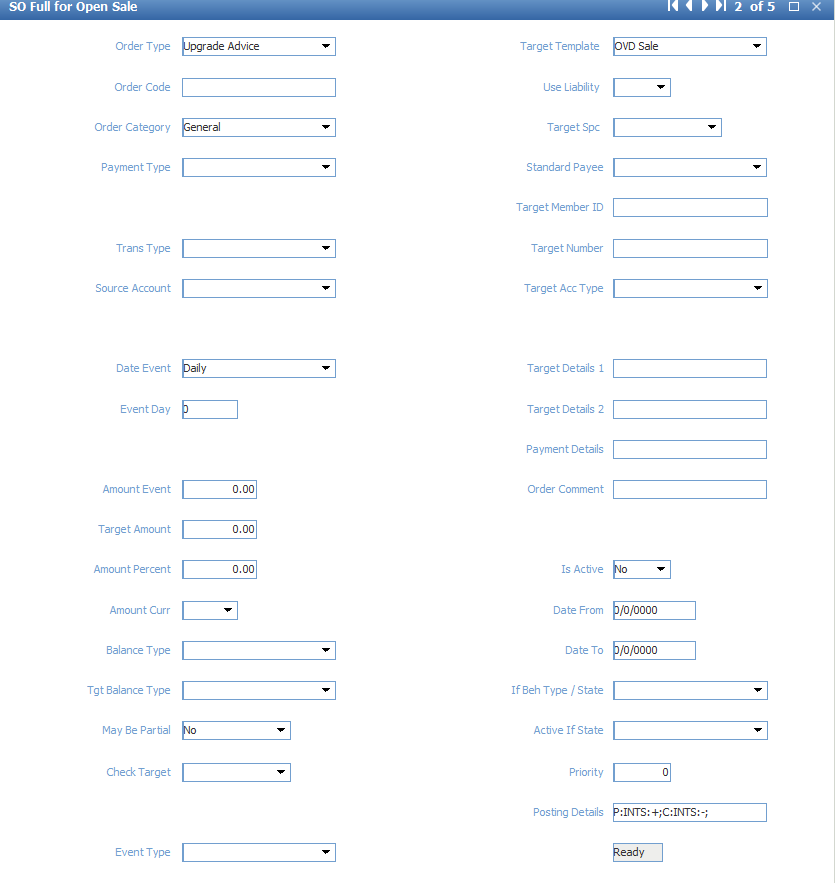 SO Full for Open Sale 2 of 5
Order Type Upgrade Advice Target Template OVD Sale
Order Code Use Liability
Order Category General Target Spc
Payment Type Standard Payee
Target Member ID
Trans Type Target Number
Source Account Target Acc Type
Date Event Daily Target Details 1
Event Day 0 Target Details 2
Payment Details
Amount Event 0.00 Order Comment
Target Amount 0.00
Amount Percent 0.00 Is Active No
Amount Curr Date From 0/0/0000
Balance Type Date To 0/0/0000
Tgt Balance Type If Beh Type / State
May Be Partial No Active If State
Check Target Priority 0
Posting Details P:INTS:+;C:INTS:-;
Event Type Ready